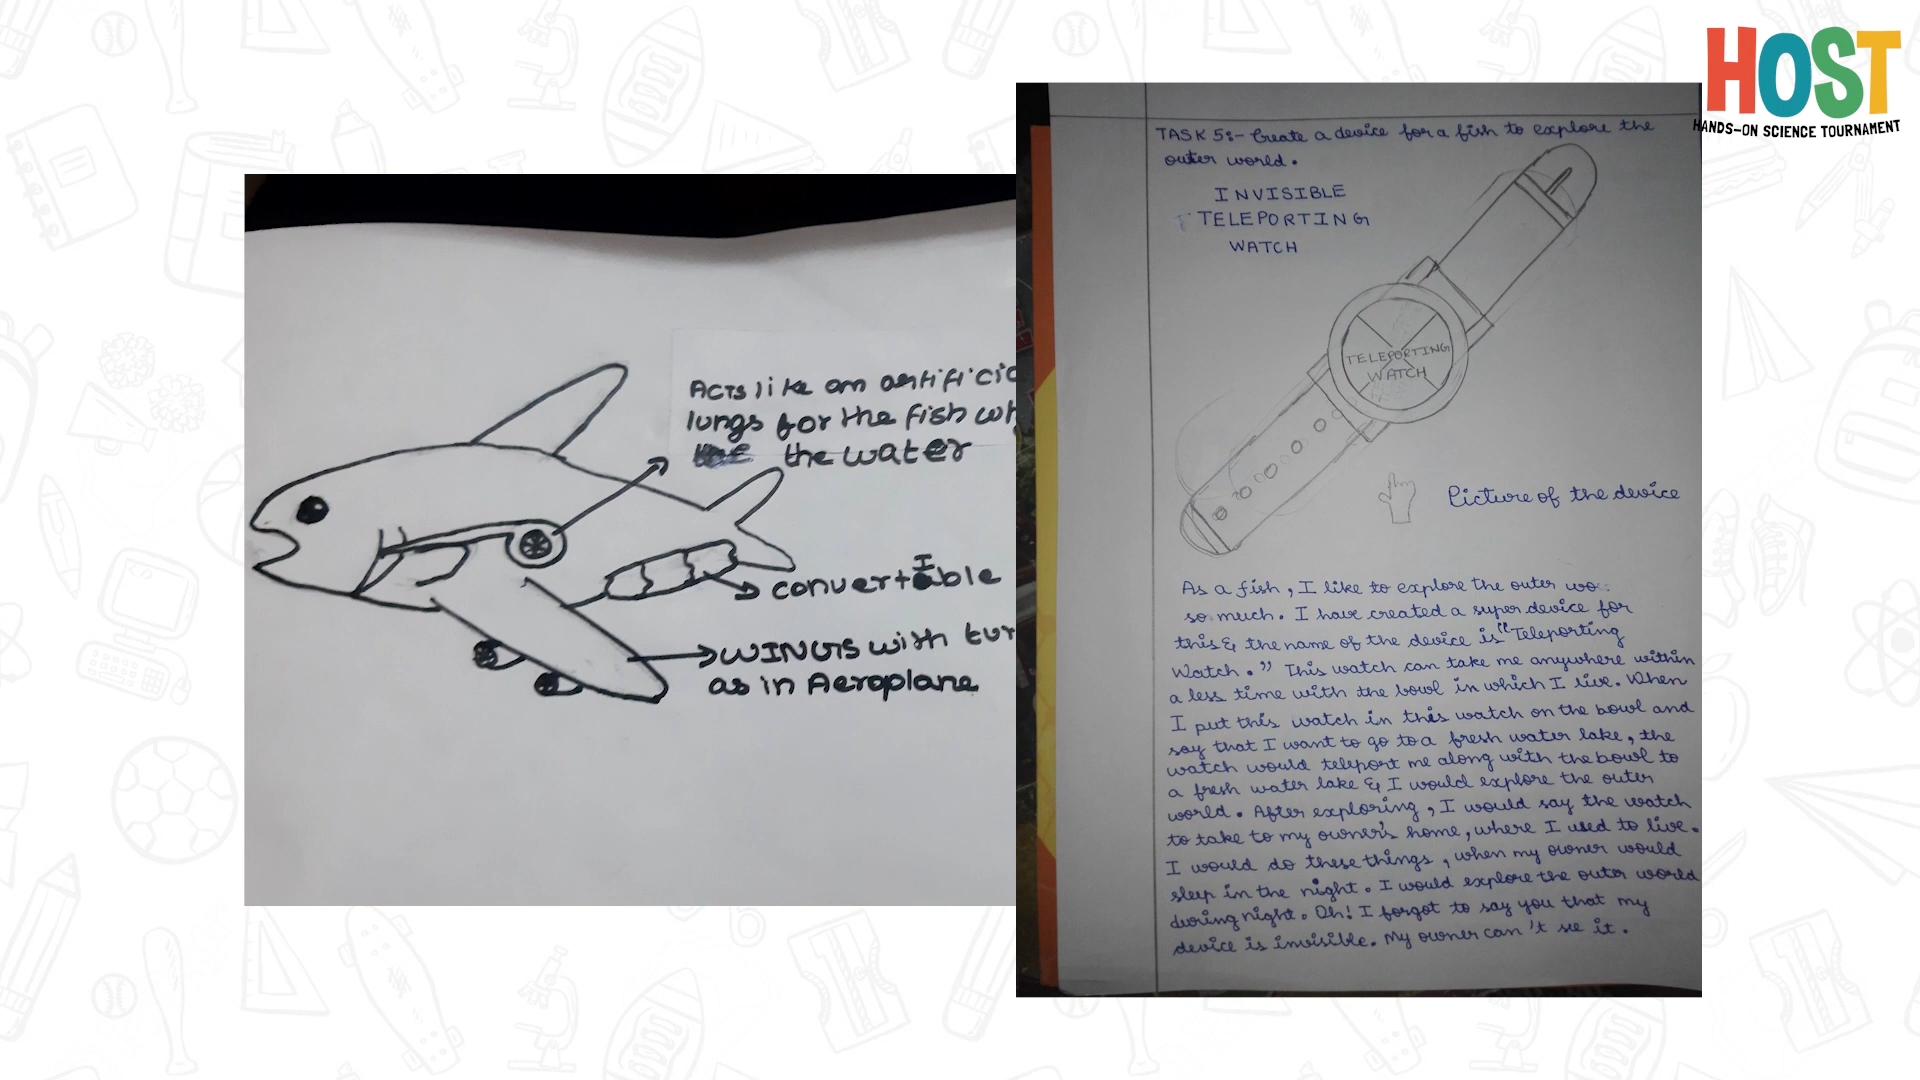 HOST
HANDS-ON SCIENCE TOURNAMENT
ACTS like an artificia
lungs for the fish wh
the water
convertible
WINGS with tur
as in Aeroplane
TASK 5:- Create a device for a fish to explore the
outer world.
INVISIBLE
TELEPORTING
WATCH
TELEPORTING
WATCH
Picture of the device
As a fish, I like to explore the outer wo
so much. I have created a super device for
this & the name of the device is "Teleporting
Watch." This watch can take me anywhere within
a less time with the bowl in which I live. When
I put this watch in this watch on the bowl and
say that I want to go to a fresh water lake, the
watch would teleport me along with the bowl to
a fresh water lake & I would explore the outer
world. After exploring, I would say the watch
to take to my owner's home, where I used to live.
I would do these things, when my owner would
sleep in the night. I would explore the outer world
during night. Oh! I forgot to say you that my
device is invisible. My owner can't see it.